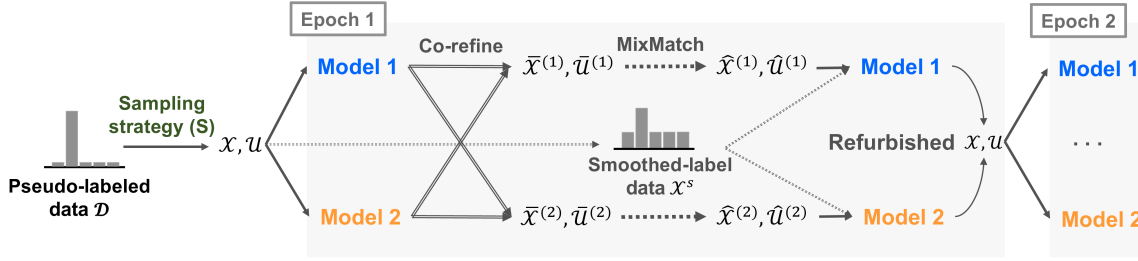 Epoch 1
Epoch 2
Co-refine
MixMatch
Model 1
X̄⁽¹⁾, Ū⁽¹⁾
X̂⁽¹⁾, Û⁽¹⁾
Model 1
Model 1
Sampling
strategy (S)
𝒳, 𝒰
Refurbished 𝒳, 𝒰
. . .
Smoothed-label
data 𝒳ˢ
Pseudo-labeled
data 𝒟
Model 2
X̄⁽²⁾, Ū⁽²⁾
X̂⁽²⁾, Û⁽²⁾
Model 2
Model 2